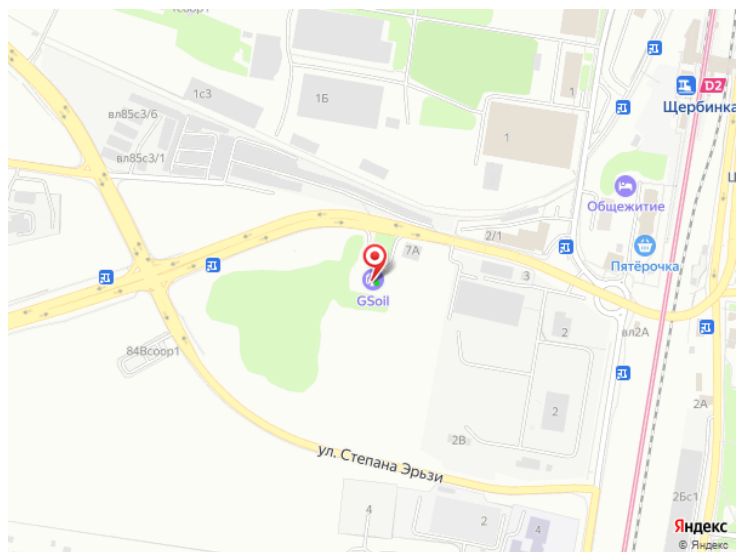 1с3
1Б
вл85с3/6
вл85с3/1
1
1
D2
Щербинка
Общежитие
Пятёрочка
2/1
7А
3
GSoil
2
вл2А
84Всоор1
2
2А
2В
ул. Степана Эрьзи
2Бс1
4
2
4
Яндекс
© Яндекс